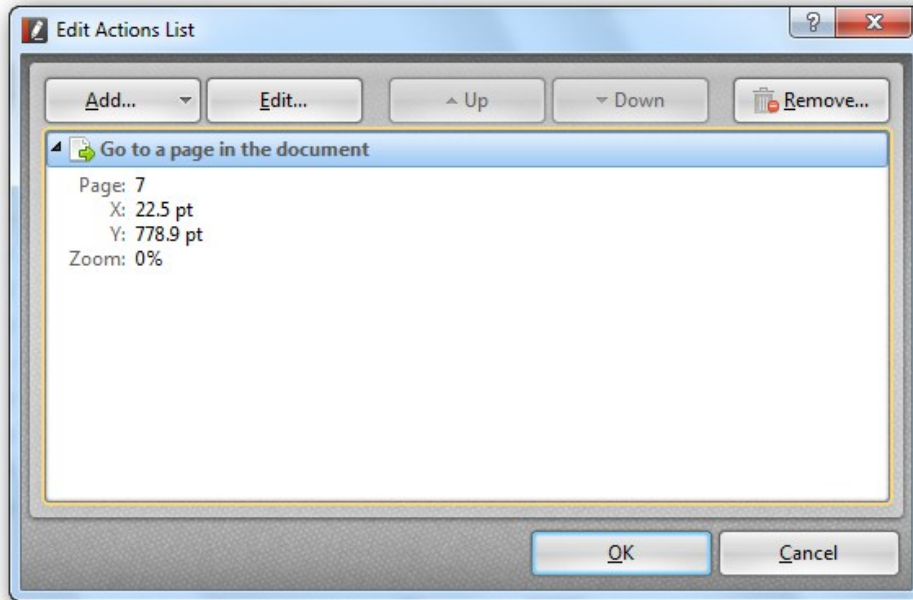 Edit Actions List
?
Add... Edit... Up Down Remove...
Go to a page in the document
Page: 7
X: 22.5 pt
Y: 778.9 pt
Zoom: 0%
OK Cancel